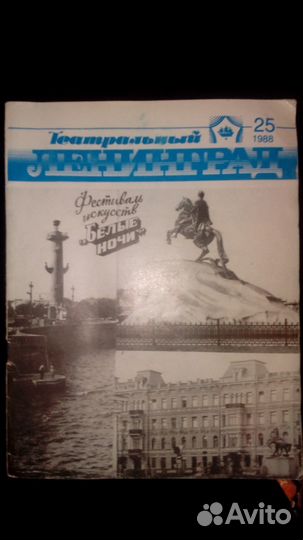 Театральный
25
1988
ЛЕНИНГРАД
Фестиваль
искусств
"БЕЛЫЕ
НОЧИ"
Avito